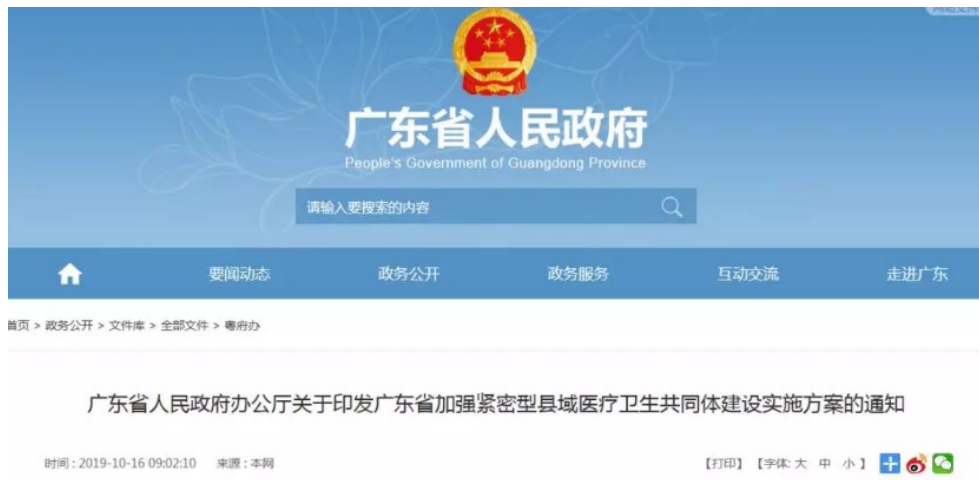 广东省人民政府
People's Government of Guangdong Province
请输入要搜索的内容
要闻动态 政务公开 政务服务 互动交流 走进广东
首页 > 政务公开 > 文件库 > 全部文件 > 粤府办
广东省人民政府办公厅关于印发广东省加强紧密型县域医疗卫生共同体建设实施方案的通知
时间 : 2019-10-16 09:02:10 来源 : 本网 【打印】 【字体: 大 中 小 】